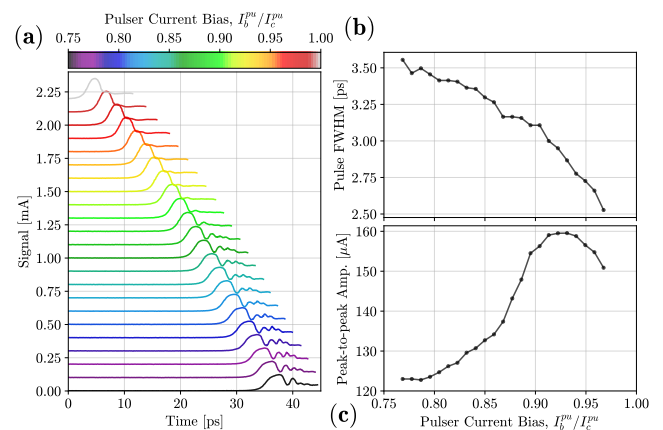 Pulser Current Bias, I_b^{pu}/I_c^{pu}
(a)
0.75 0.80 0.85 0.90 0.95 1.00
Signal [mA]
2.25
2.00
1.75
1.50
1.25
1.00
0.75
0.50
0.25
0.00
0 10 20 30 40
Time [ps]
(b)
Pulse FWHM [ps]
3.50
3.25
3.00
2.75
2.50
Peak-to-peak Amp. [μA]
160
150
140
130
120
0.75 0.80 0.85 0.90 0.95 1.00
(c)
Pulser Current Bias, I_b^{pu}/I_c^{pu}